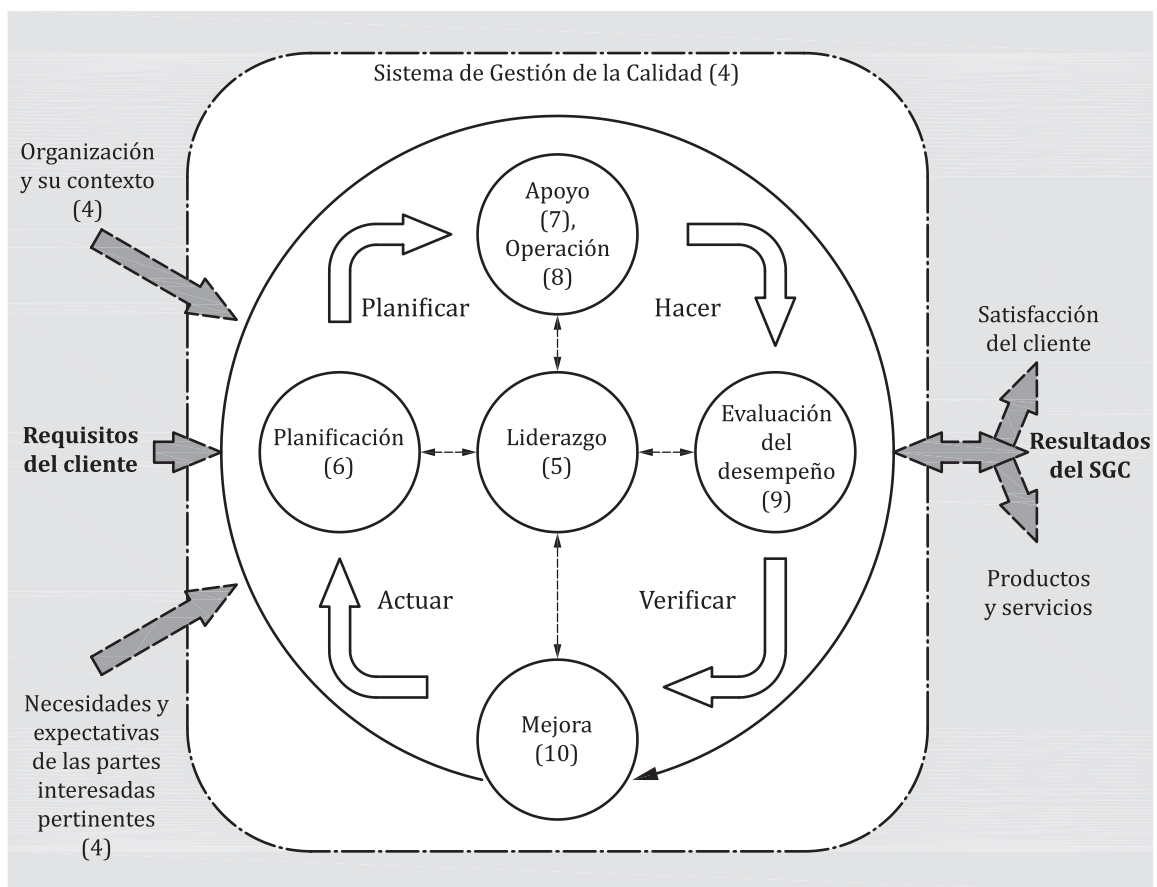 Sistema de Gestión de la Calidad (4)
Organización
y su contexto
(4)
Apoyo
(7),
Operación
(8)
Planificar
Hacer
Satisfacción
del cliente
Requisitos
del cliente
Planificación
(6)
Liderazgo
(5)
Evaluación
del
desempeño
(9)
Resultados
del SGC
Actuar
Verificar
Productos
y servicios
Necesidades y
expectativas
de las partes
interesadas
pertinentes
(4)
Mejora
(10)